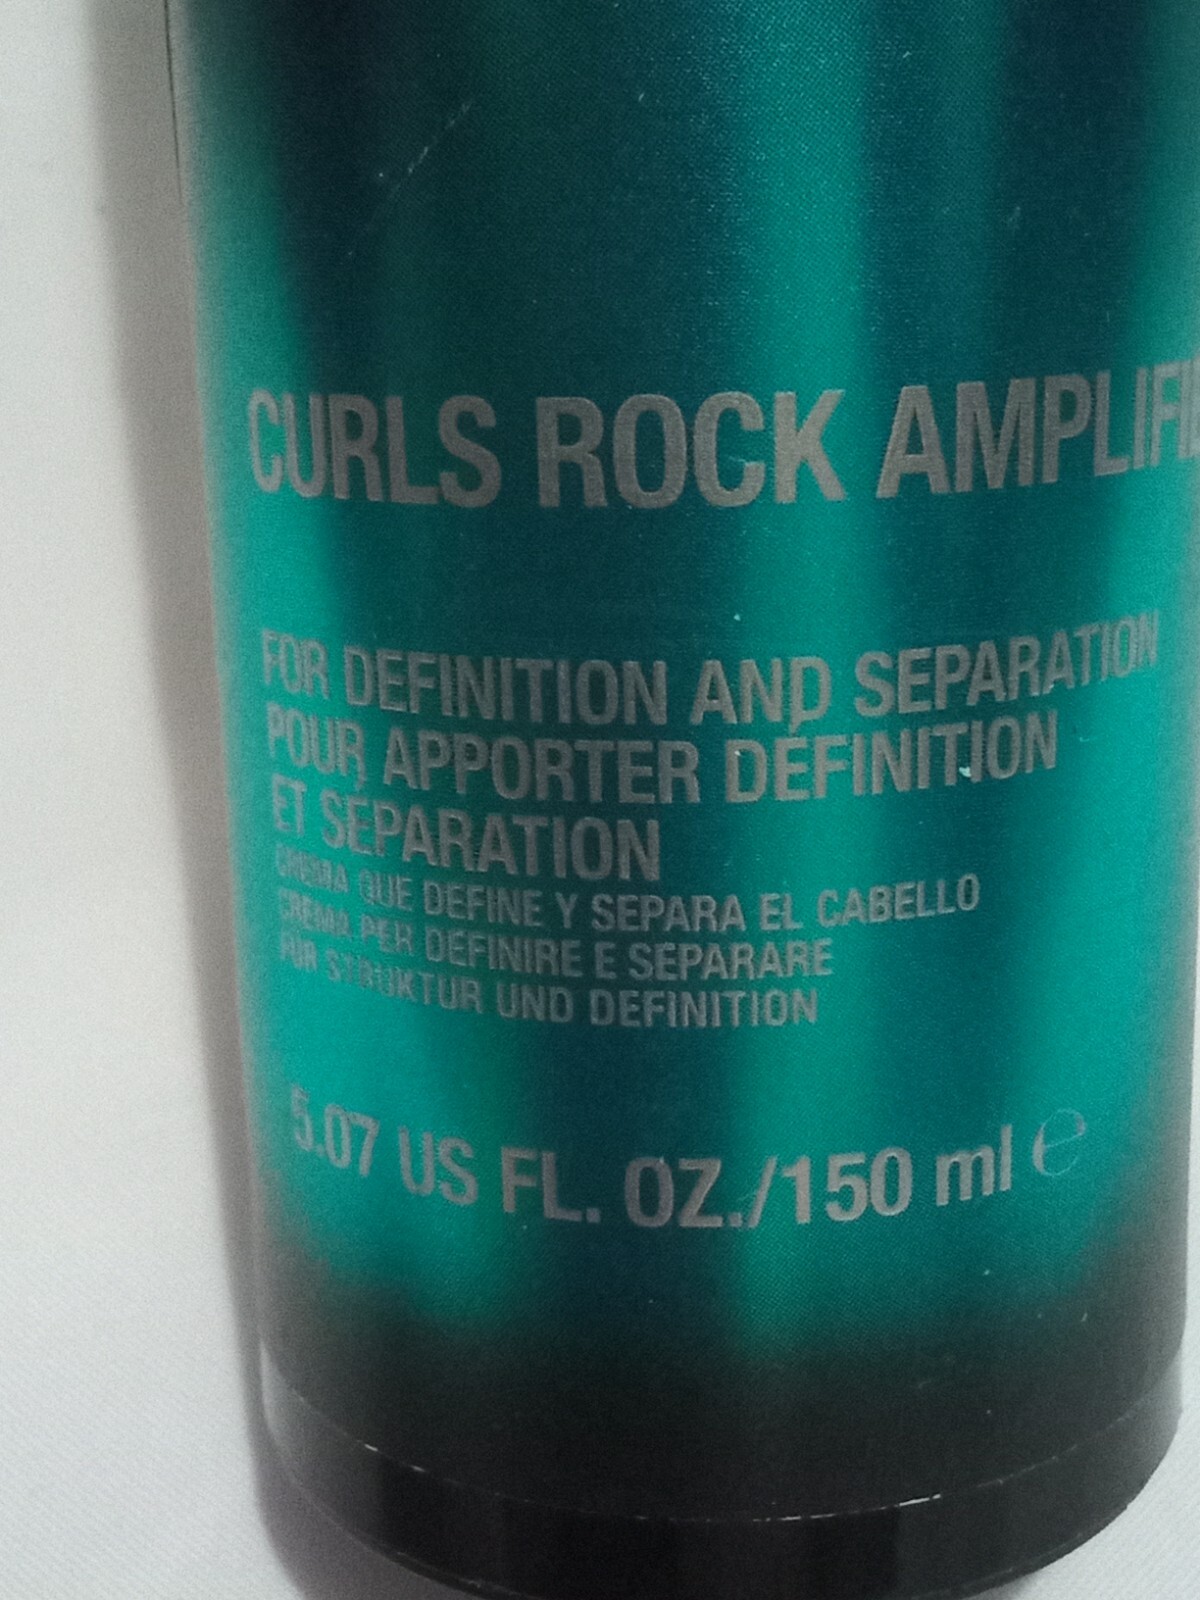 CURLS ROCK AMPLIFI
FOR DEFINITION AND SEPARATION
POUR APPORTER DÉFINITION
ET SÉPARATION
CREMA QUE DEFINE Y SEPARA EL CABELLO
CREMA PER DEFINIRE E SEPARARE
FÜR STRUKTUR UND DEFINITION
5.07 US FL. OZ./150 ml ℮